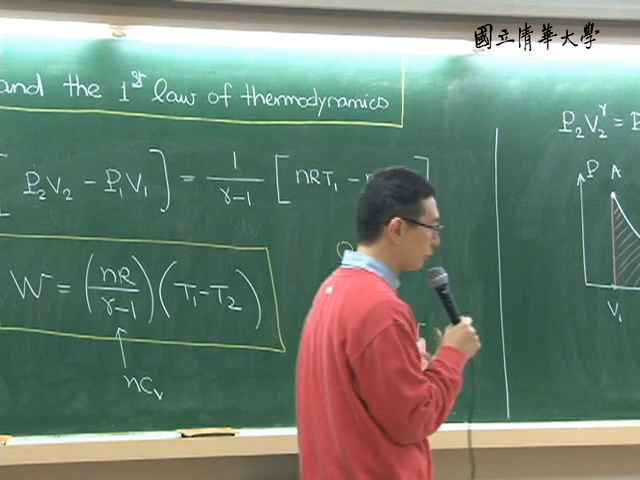 國立清華大學
and the 1st law of thermodynamics
[ P₂V₂ - P₁V₁ ] = 1/(γ-1) [ nRT₁ -
W = (nR/(γ-1)) (T₁-T₂)
nCᵥ
P₂V₂^γ =
P A
V₁